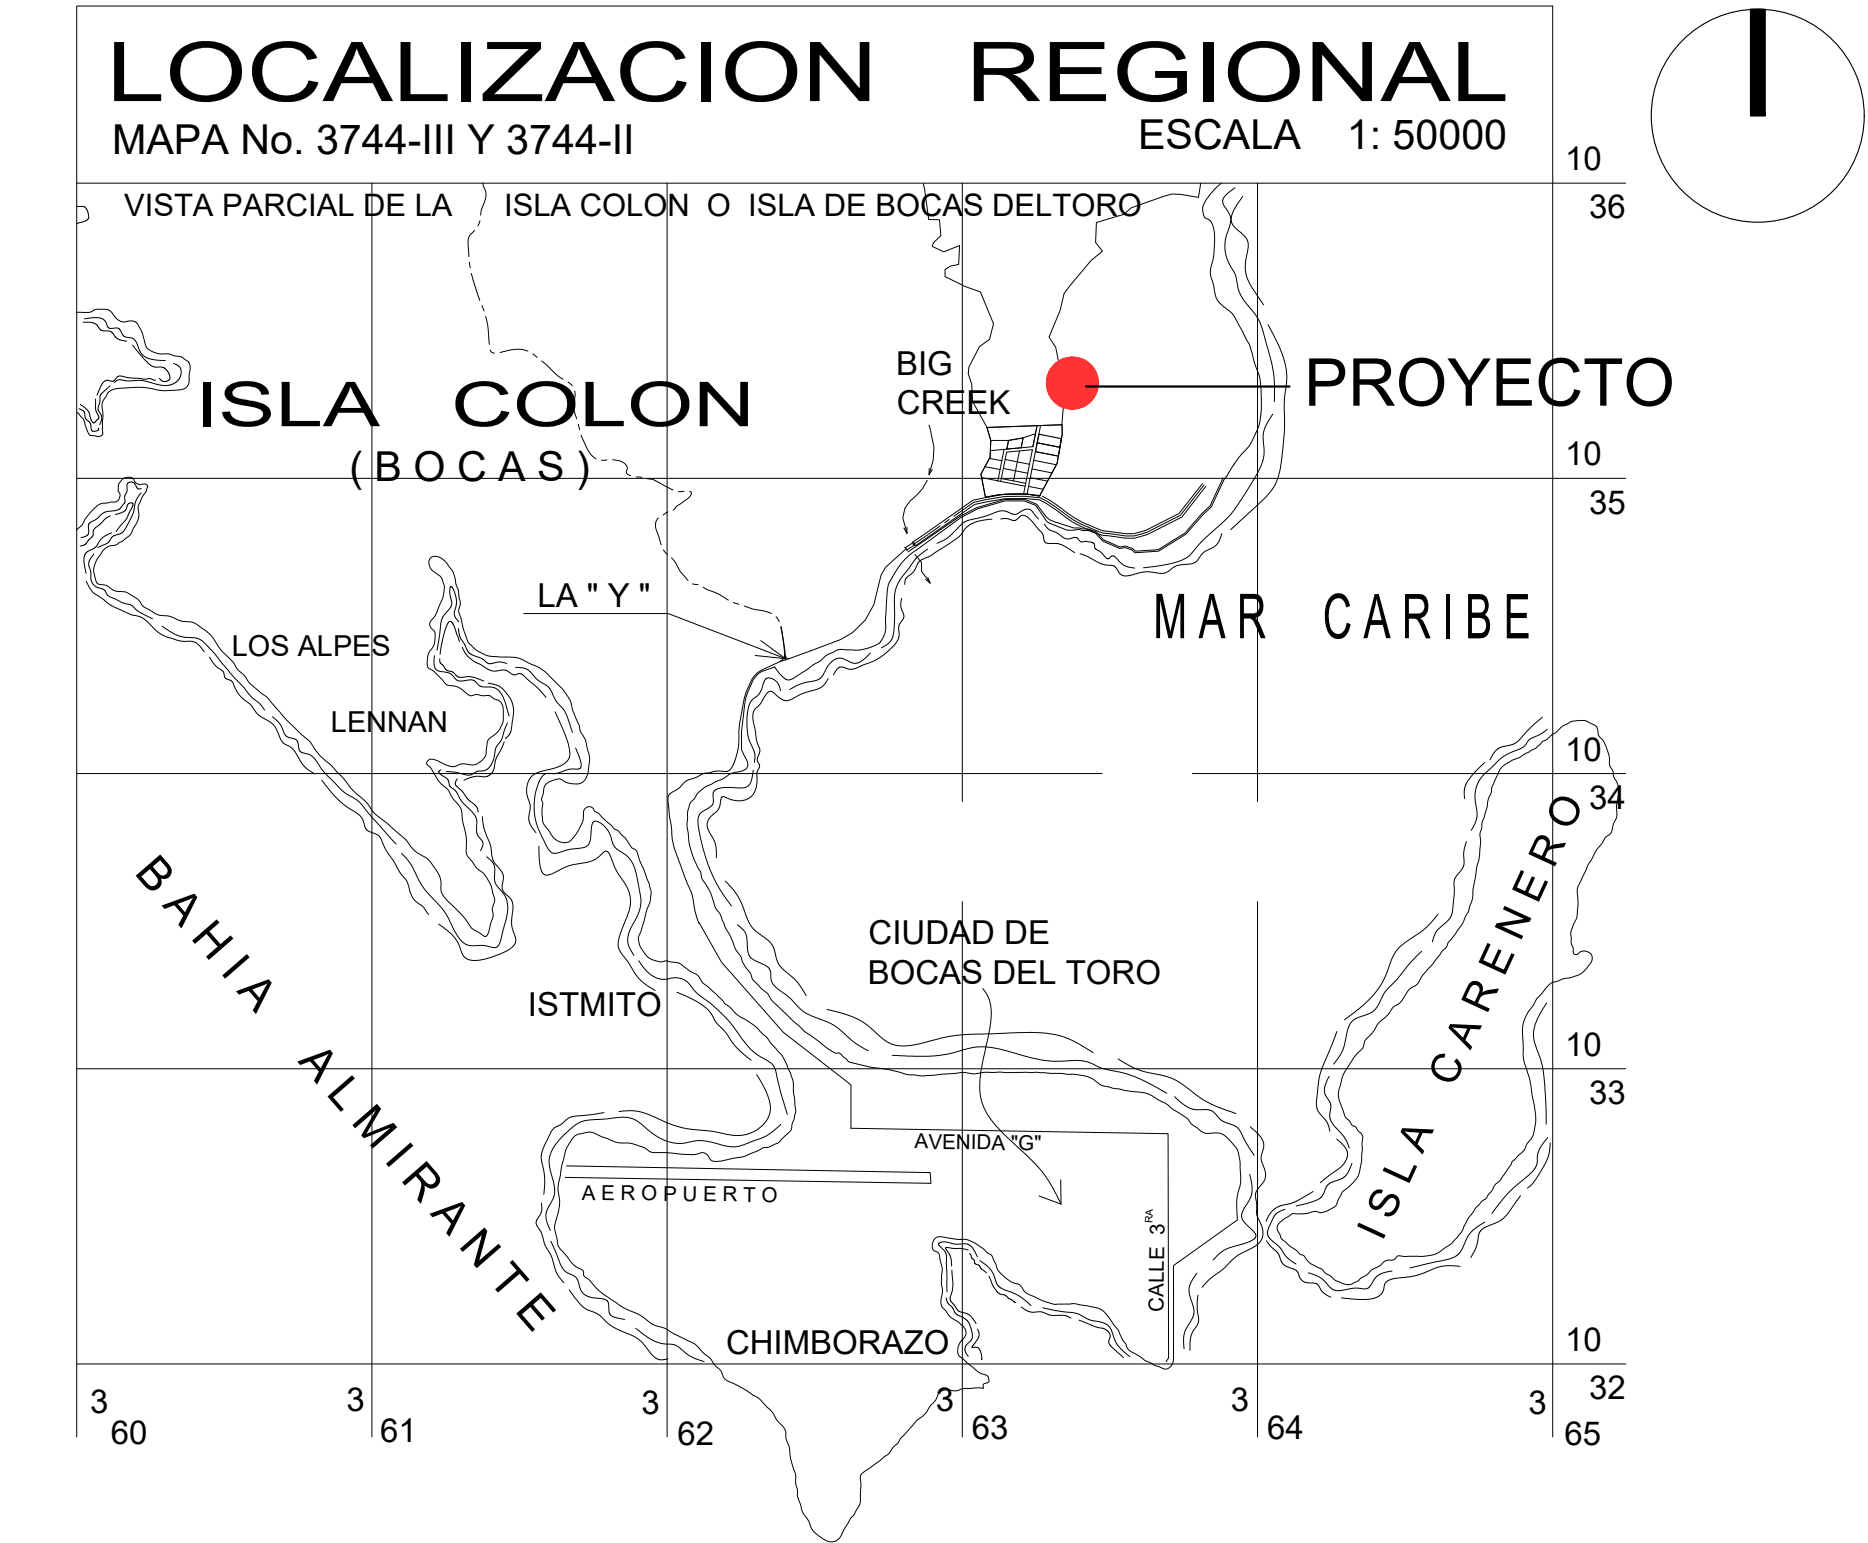 LOCALIZACION REGIONAL
MAPA No. 3744-III Y 3744-II
ESCALA 1: 50000
10
36
VISTA PARCIAL DE LA ISLA COLON O ISLA DE BOCAS DELTORO
BIG
CREEK
PROYECTO
ISLA COLON
(BOCAS)
10
35
LA " Y "
MAR CARIBE
LOS ALPES
LENNAN
10
34
BAHIA ALMIRANTE
ISLA CARENERO
CIUDAD DE
BOCAS DEL TORO
ISTMITO
10
33
AVENIDA "G"
AEROPUERTO
CALLE 3RA
CHIMBORAZO
10
32
3
60
3
61
3
62
3
63
3
64
3
65